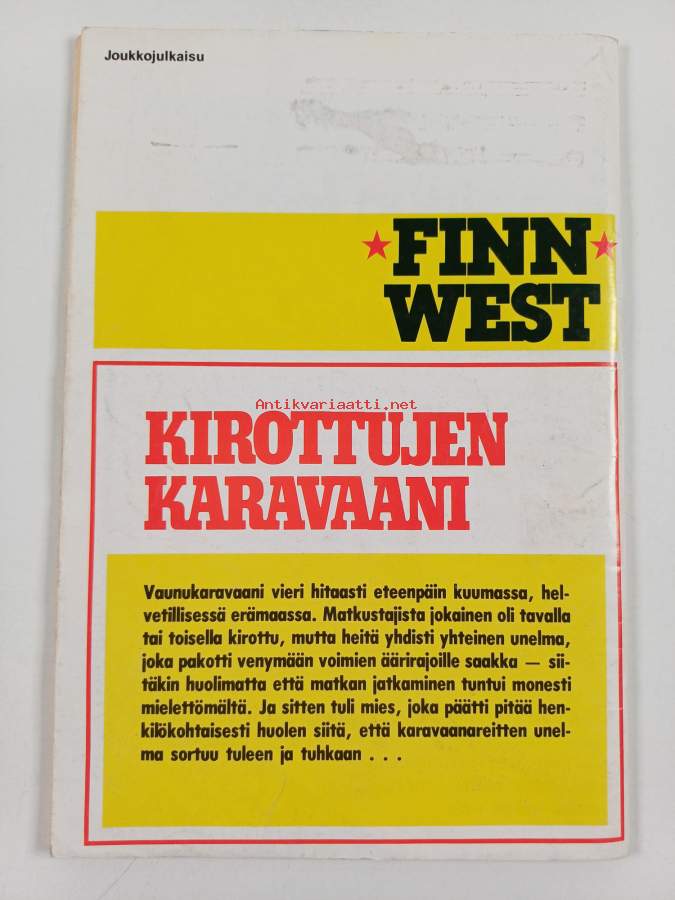 Joukkojulkaisu
FINN
WEST
Antikvariaatti.net
KIROTTUJEN
KARAVAANI
Vaunukaravaani vieri hitaasti eteenpäin kuumassa, hel-
vetillisessä erämaassa. Matkustajista jokainen oli tavalla
tai toisella kirottu, mutta heitä yhdisti yhteinen unelma,
joka pakotti venymään voimien äärirajoille saakka — sii-
täkin huolimatta että matkan jatkaminen tuntui monesti
mielettömältä. Ja sitten tuli mies, joka päätti pitää hen-
kilökohtaisesti huolen siitä, että karavaanareitten unel-
ma sortuu tuleen ja tuhkaan . . .